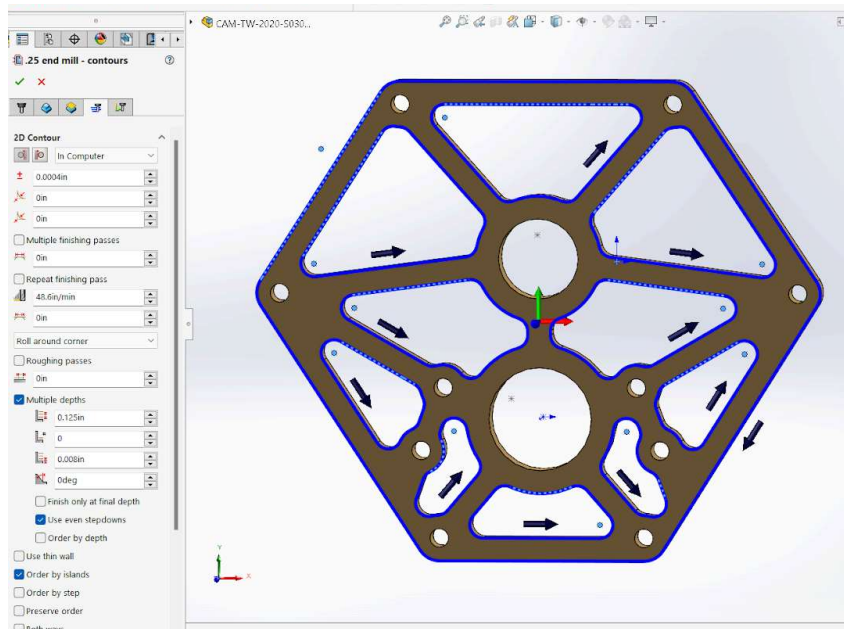 CAM-TW-2020-S030...
.25 end mill - contours
2D Contour
In Computer
0.0004in
0in
0in
Multiple finishing passes
0in
Repeat finishing pass
48.6in/min
0in
Roll around corner
Roughing passes
0in
Multiple depths
0.125in
0
0.008in
0deg
Finish only at final depth
Use even stepdowns
Order by depth
Use thin wall
Order by islands
Order by step
Preserve order
Both ways
Y
X